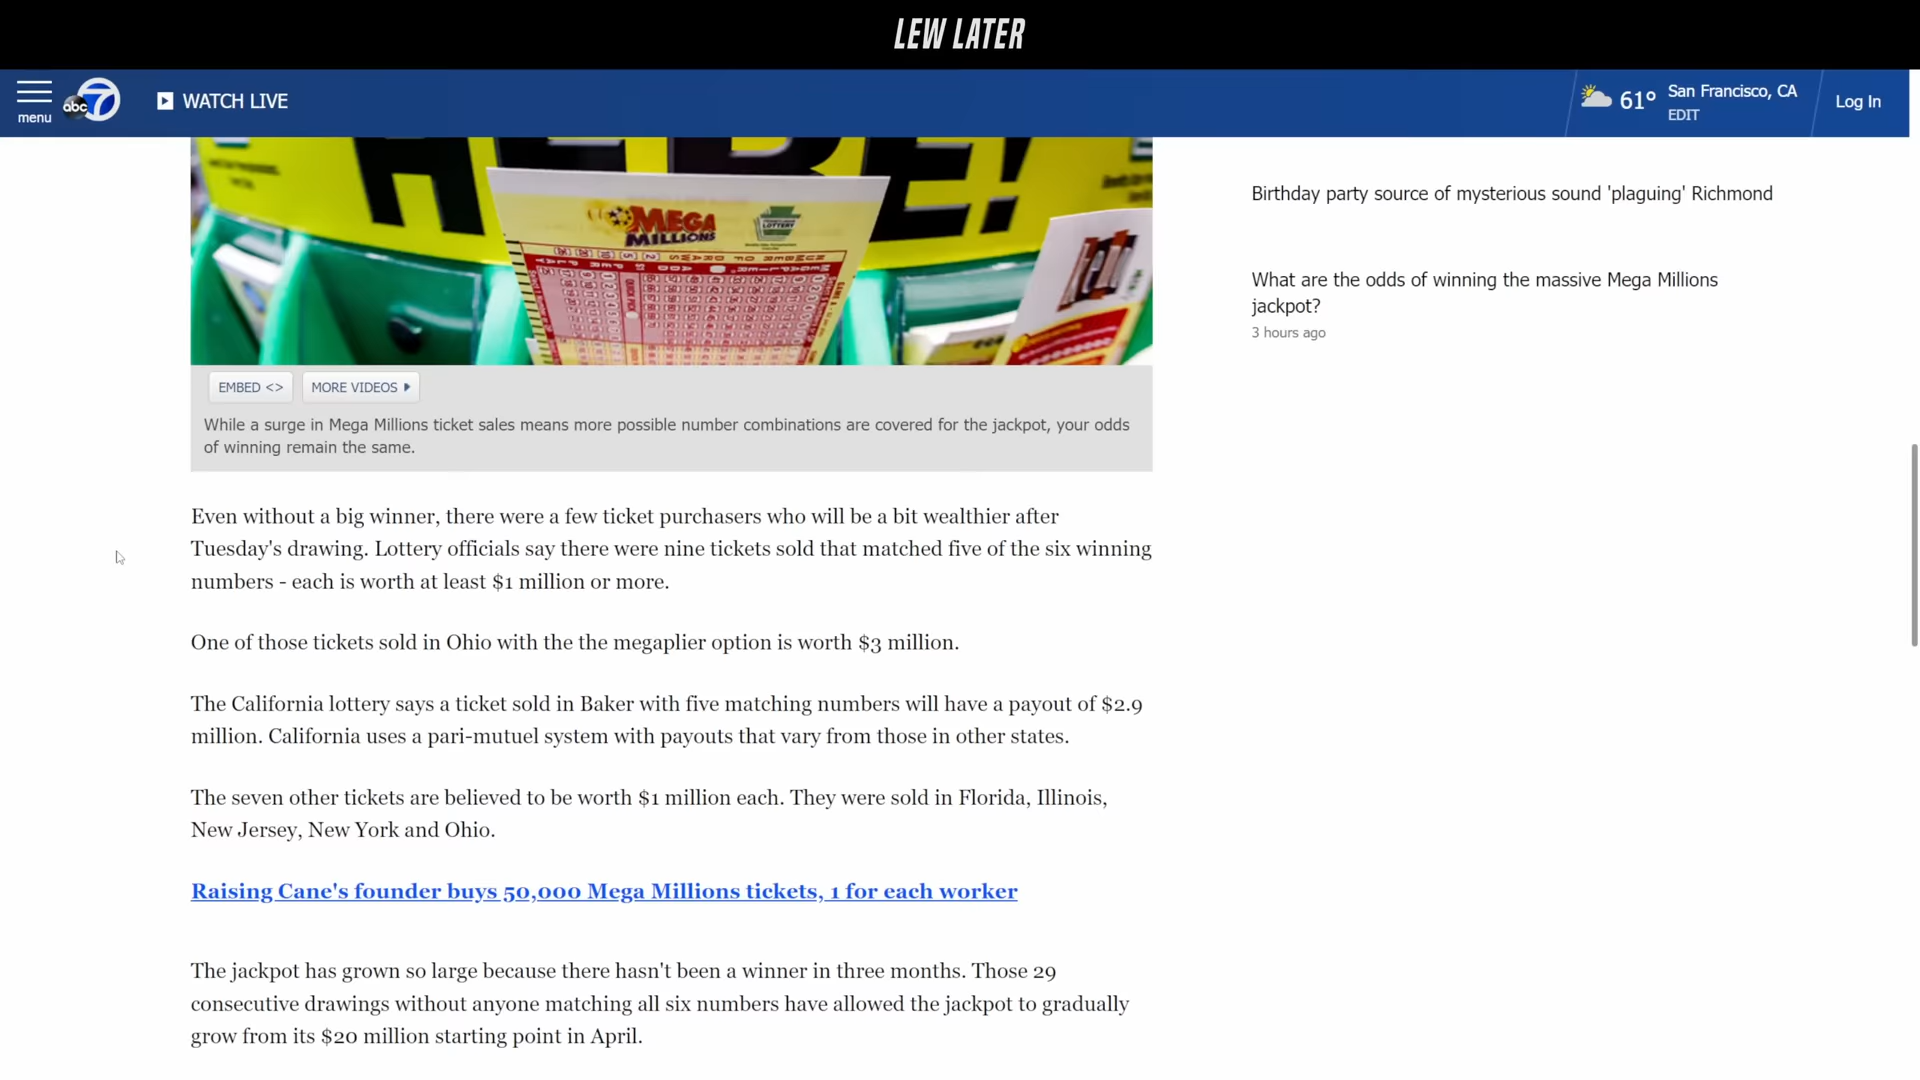 LEW LATER
menu
abc 7
WATCH LIVE
61°
San Francisco, CA
EDIT
Log In
HERE!
MEGA
MILLIONS
PENNSYLVANIA
LOTTERY
EMBED <>
MORE VIDEOS
While a surge in Mega Millions ticket sales means more possible number combinations are covered for the jackpot, your odds
of winning remain the same.
Even without a big winner, there were a few ticket purchasers who will be a bit wealthier after
Tuesday's drawing. Lottery officials say there were nine tickets sold that matched five of the six winning
numbers - each is worth at least $1 million or more.
One of those tickets sold in Ohio with the the megaplier option is worth $3 million.
The California lottery says a ticket sold in Baker with five matching numbers will have a payout of $2.9
million. California uses a pari-mutuel system with payouts that vary from those in other states.
The seven other tickets are believed to be worth $1 million each. They were sold in Florida, Illinois,
New Jersey, New York and Ohio.
Raising Cane's founder buys 50,000 Mega Millions tickets, 1 for each worker
The jackpot has grown so large because there hasn't been a winner in three months. Those 29
consecutive drawings without anyone matching all six numbers have allowed the jackpot to gradually
grow from its $20 million starting point in April.
Birthday party source of mysterious sound 'plaguing' Richmond
What are the odds of winning the massive Mega Millions
jackpot?
3 hours ago